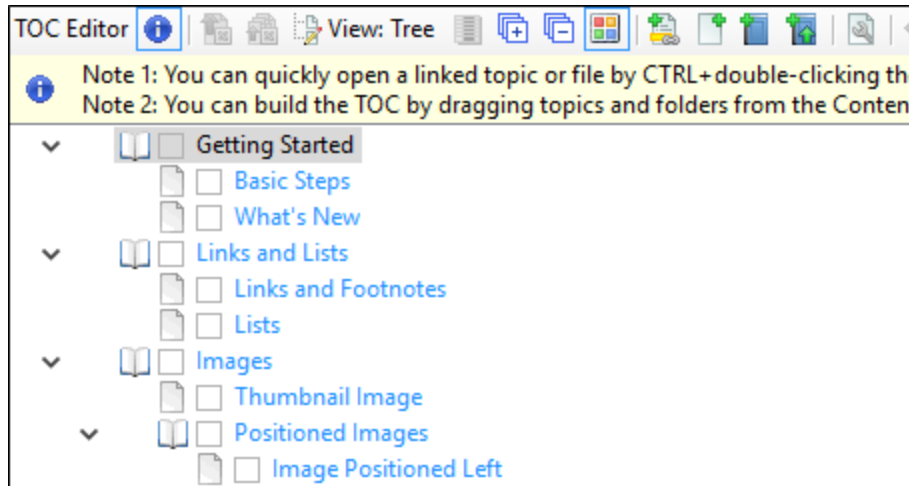 TOC Editor View: Tree
Note 1: You can quickly open a linked topic or file by CTRL+double-clicking th
Note 2: You can build the TOC by dragging topics and folders from the Conten
Getting Started
Basic Steps
What's New
Links and Lists
Links and Footnotes
Lists
Images
Thumbnail Image
Positioned Images
Image Positioned Left